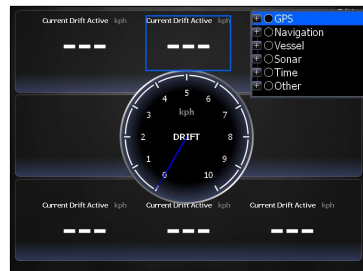 Current Drift Active kph
Current Drift Active kph
GPS
Navigation
Vessel
Sonar
Time
Other
4 5 6
3 kph 7
2 DRIFT 8
1 9
0 10
Current Drift Active kph
Current Drift Active kph
Current Drift Active kph